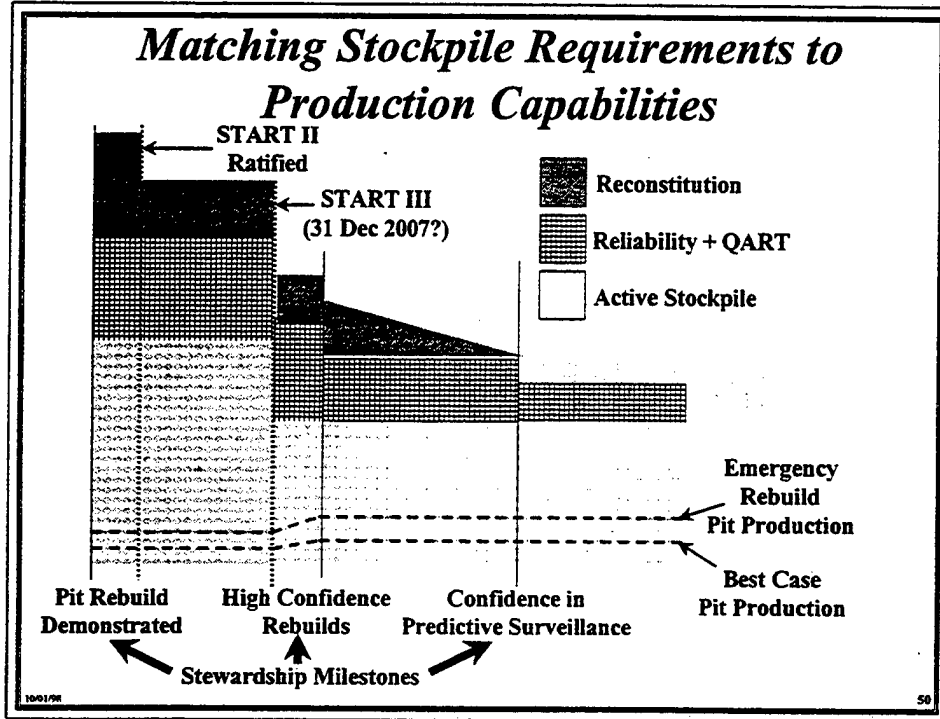 Matching Stockpile Requirements to
Production Capabilities
START II
Ratified
START III
(31 Dec 2007?)
Reconstitution
Reliability + QART
Active Stockpile
Emergency
Rebuild
Pit Production
Best Case
Pit Production
Pit Rebuild
Demonstrated
High Confidence
Rebuilds
Confidence in
Predictive Surveillance
Stewardship Milestones
10/01/98
50